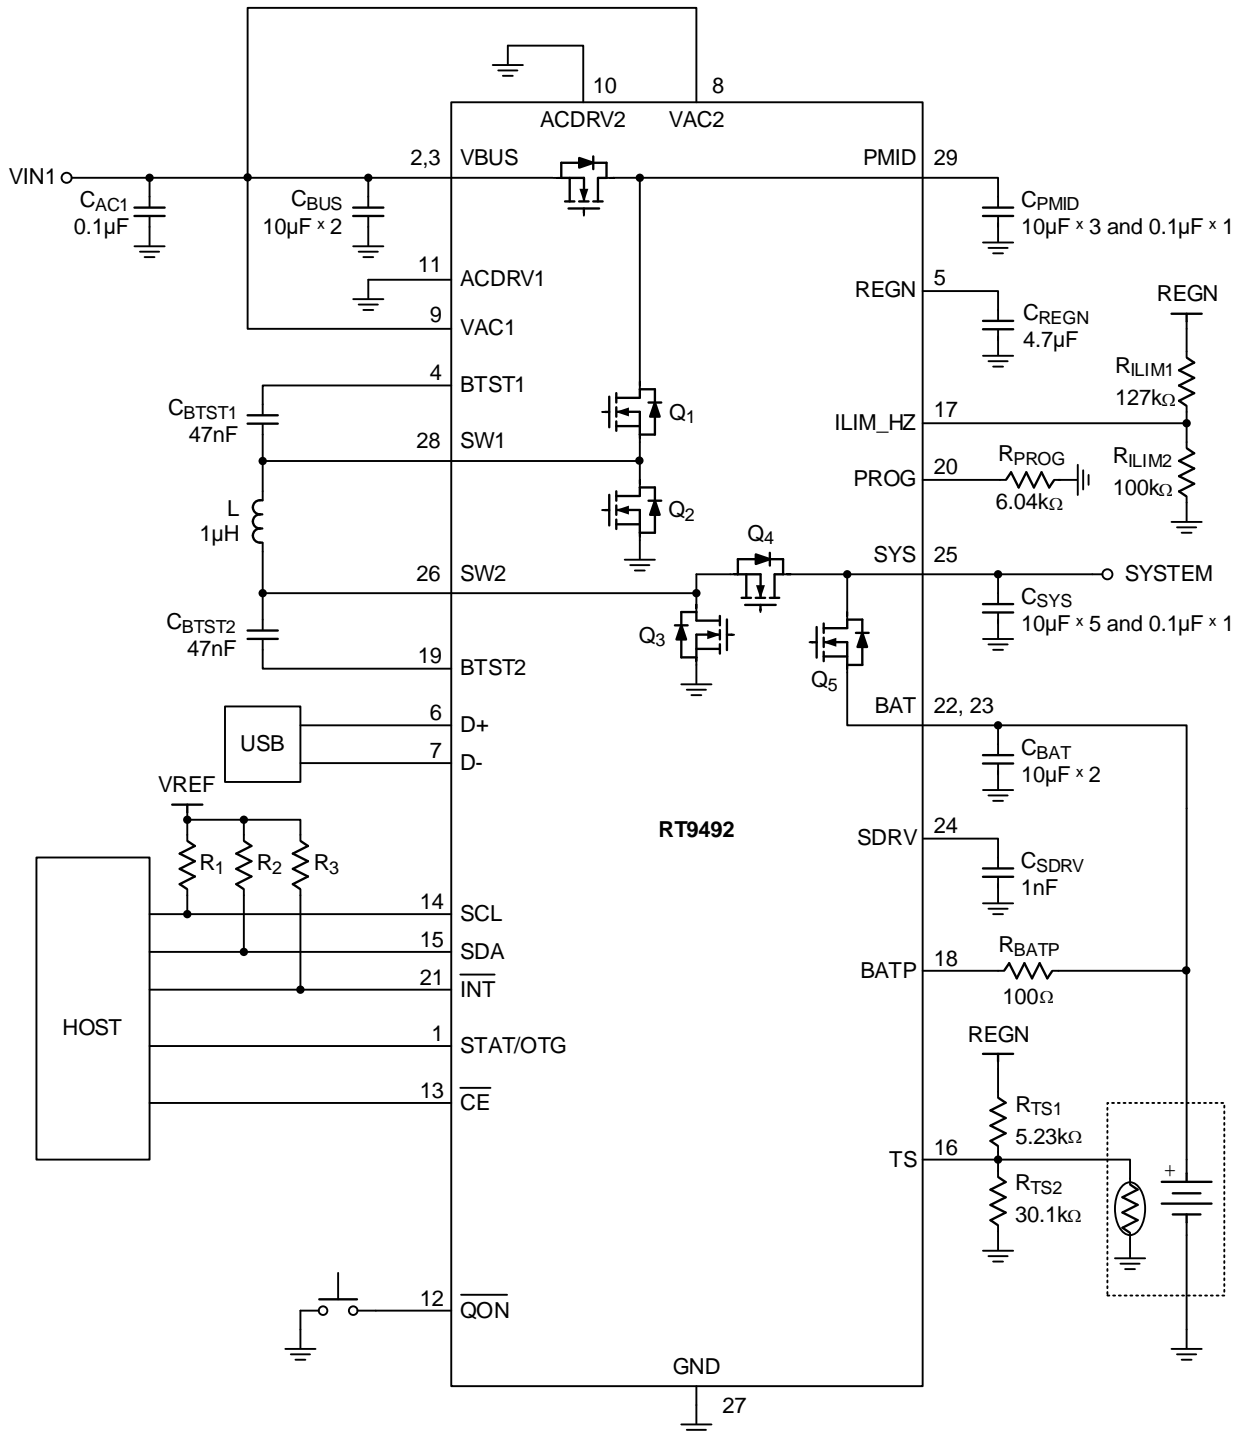 10
8
ACDRV2
VAC2
VIN1
2,3
VBUS
PMID
29
CAC1
0.1µF
CBUS
10µF x 2
CPMID
10µF x 3 and 0.1µF x 1
11
ACDRV1
REGN
5
REGN
9
VAC1
CREGN
4.7µF
RILIM1
127kΩ
4
BTST1
CBTST1
47nF
Q1
ILIM_HZ
17
28
SW1
RPROG
RILIM2
100kΩ
PROG
20
6.04kΩ
L
1µH
Q2
Q4
SYS
25
SYSTEM
26
SW2
CSYS
10µF x 5 and 0.1µF x 1
CBTST2
47nF
Q3
Q5
19
BTST2
BAT
22, 23
USB
6
D+
7
D-
CBAT
10µF x 2
VREF
RT9492
SDRV
24
R1
R2
R3
CSDRV
1nF
14
SCL
15
SDA
RBATP
BATP
18
100Ω
21
INT
HOST
1
STAT/OTG
REGN
13
CE
RTS1
5.23kΩ
TS
16
RTS2
30.1kΩ
+
12
QON
GND
27